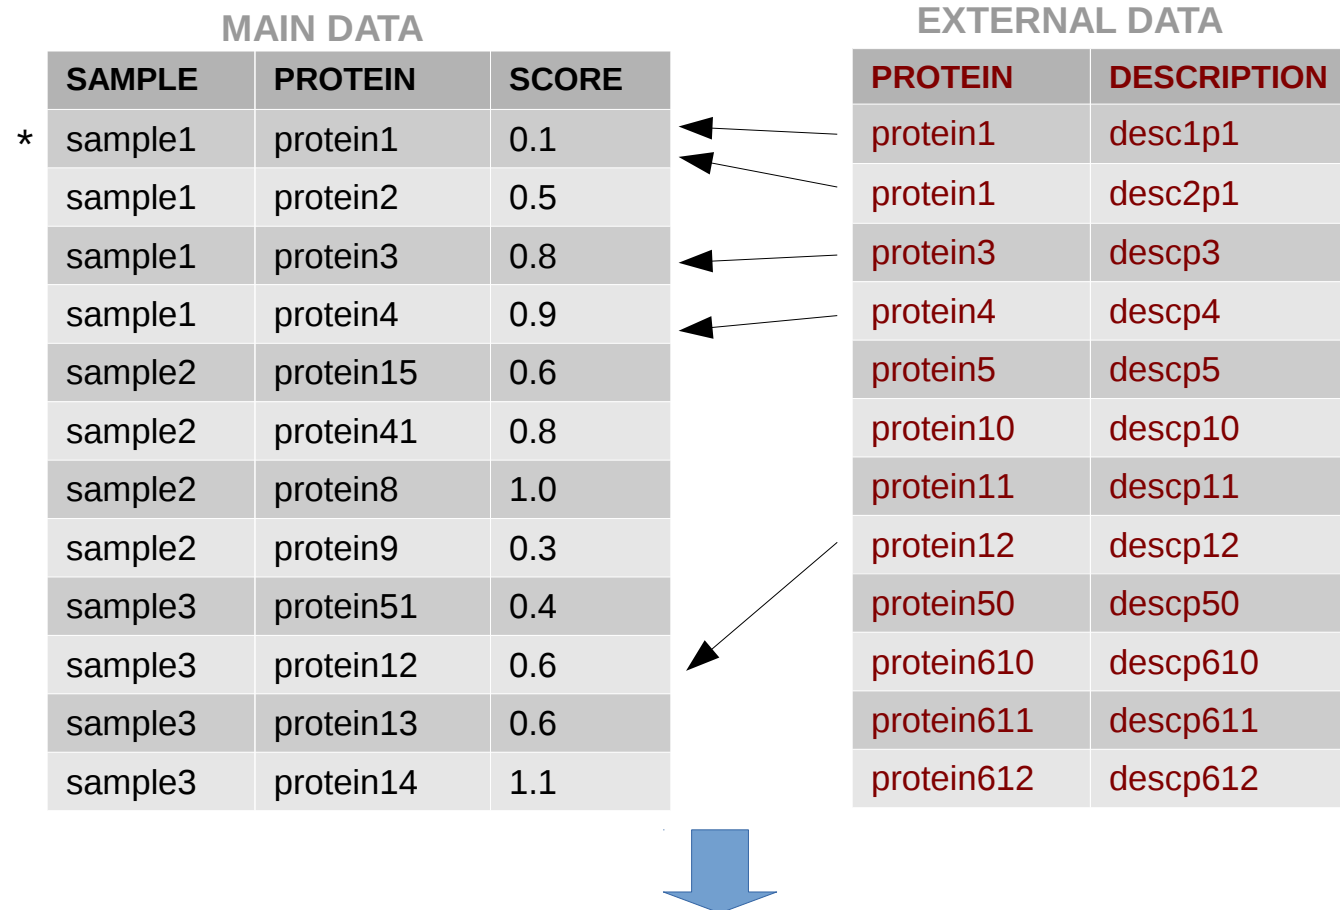 MAIN DATA
SAMPLE PROTEIN SCORE
* sample1 protein1 0.1
sample1 protein2 0.5
sample1 protein3 0.8
sample1 protein4 0.9
sample2 protein15 0.6
sample2 protein41 0.8
sample2 protein8 1.0
sample2 protein9 0.3
sample3 protein51 0.4
sample3 protein12 0.6
sample3 protein13 0.6
sample3 protein14 1.1
EXTERNAL DATA
PROTEIN DESCRIPTION
protein1 desc1p1
protein1 desc2p1
protein3 descp3
protein4 descp4
protein5 descp5
protein10 descp10
protein11 descp11
protein12 descp12
protein50 descp50
protein610 descp610
protein611 descp611
protein612 descp612